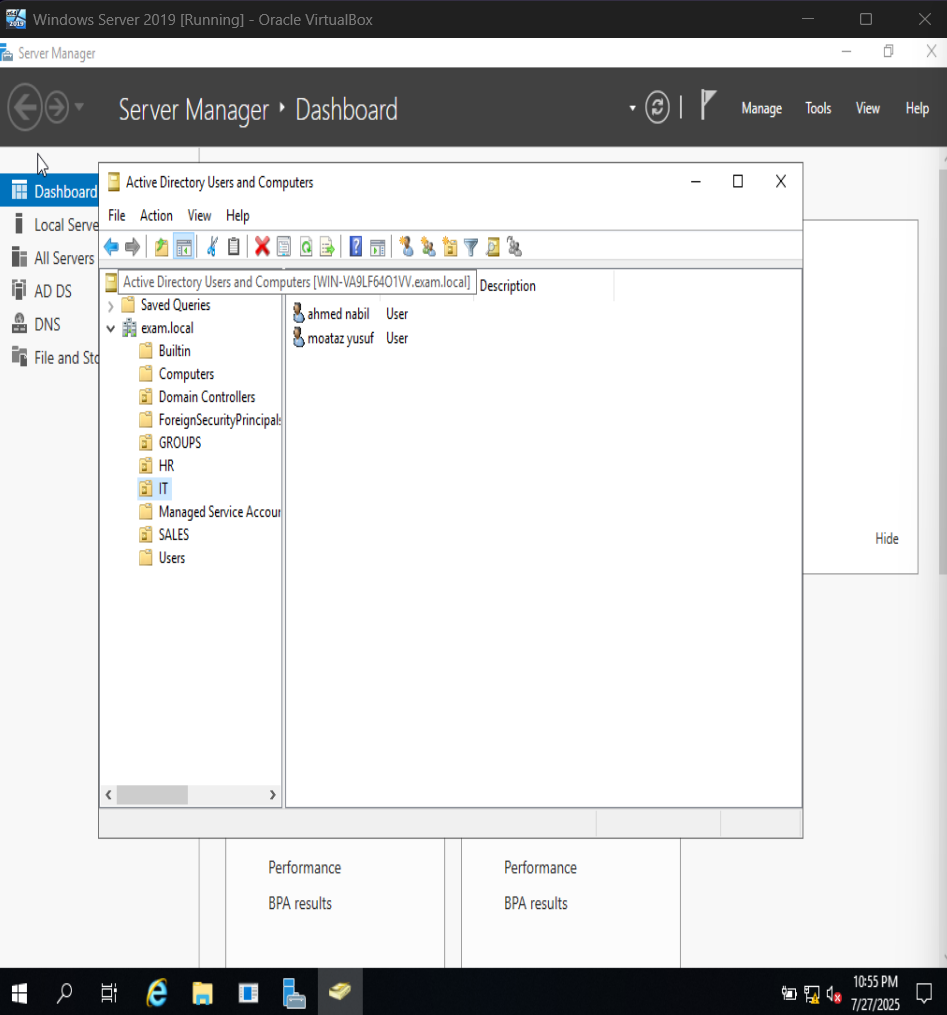 Windows Server 2019 [Running] - Oracle VirtualBox
Server Manager
Server Manager ‣ Dashboard
Manage Tools View Help
Dashboard
Local Serve
All Servers
AD DS
DNS
File and Sto
Active Directory Users and Computers
File Action View Help
Active Directory Users and Computers [WIN-VA9LF64O1VV.exam.local]
Description
Saved Queries
exam.local
Builtin
Computers
Domain Controllers
ForeignSecurityPrincipals
GROUPS
HR
IT
Managed Service Accour
SALES
Users
ahmed nabil User
moataz yusuf User
Hide
Performance
BPA results
Performance
BPA results
10:55 PM
7/27/2025